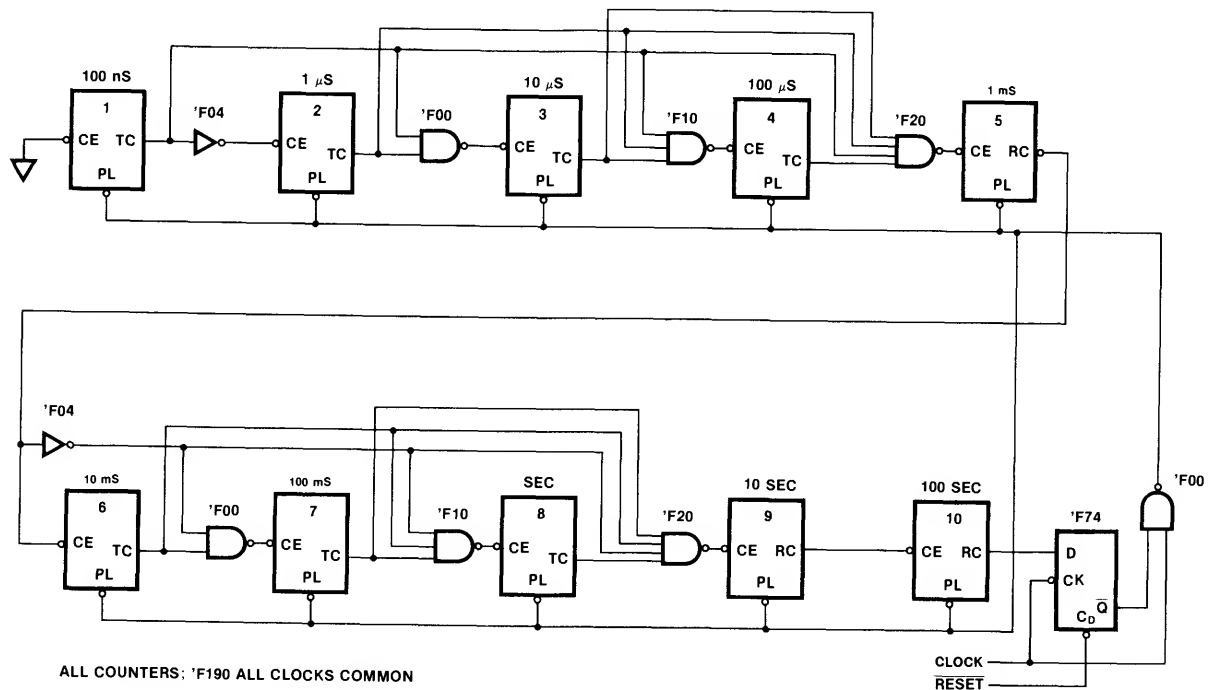 100 nS
1
CE TC
PL
'F04
1 μS
2
CE
TC
PL
'F00
10 μS
3
CE
TC
PL
'F10
100 μS
4
CE
TC
PL
'F20
1 mS
5
CE RC
PL
'F04
10 mS
6
CE TC
PL
'F00
100 mS
7
CE
TC
PL
'F10
SEC
8
CE
TC
PL
'F20
10 SEC
9
CE RC
PL
100 SEC
10
CE RC
PL
'F74
D
CK
Q̅
CD
'F00
CLOCK
R̅E̅S̅E̅T̅
ALL COUNTERS; 'F190 ALL CLOCKS COMMON